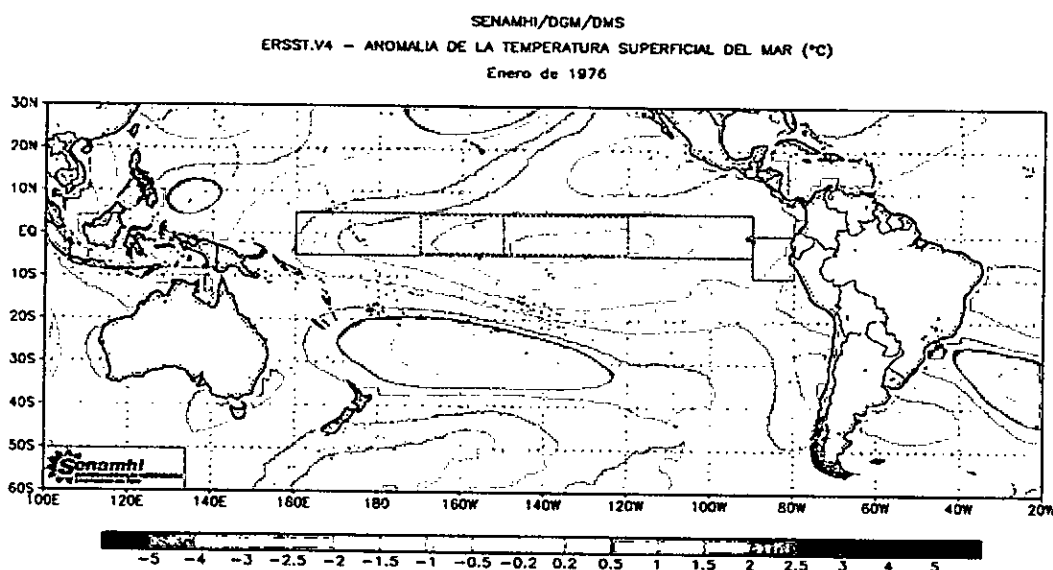 SENAMHI/DGM/DMS
ERSST.V4 – ANOMALIA DE LA TEMPERATURA SUPERFICIAL DEL MAR (°C)
Enero de 1976
30N
20N
10N
EQ
10S
20S
30S
40S
50S
60S
Senamhi
100E 120E 140E 160E 180 160W 140W 120W 100W 80W 60W 40W 20W
-5 -4 -3 -2.5 -2 -1.5 -1 -0.5 -0.2 0.2 0.5 1 1.5 2 2.5 3 4 5